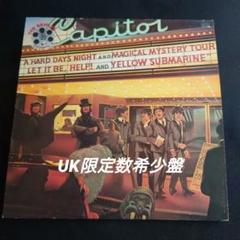 Capitol
A HARD DAYS NIGHT AND MAGICAL MYSTERY TOUR
LET IT BE, "HELP!" AND YELLOW SUBMARINE
UK限定数希少盤